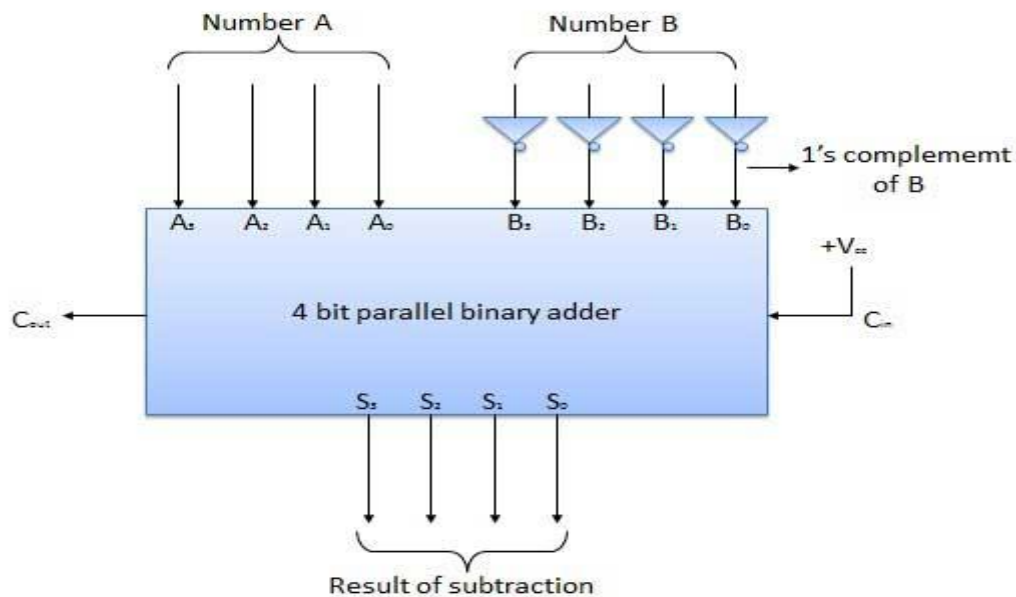 Number A
Number B
1's complememt
of B
A₃ A₂ A₁ A₀ B₃ B₂ B₁ B₀
+Vcc
4 bit parallel binary adder
Cout
Cin
S₃ S₂ S₁ S₀
Result of subtraction